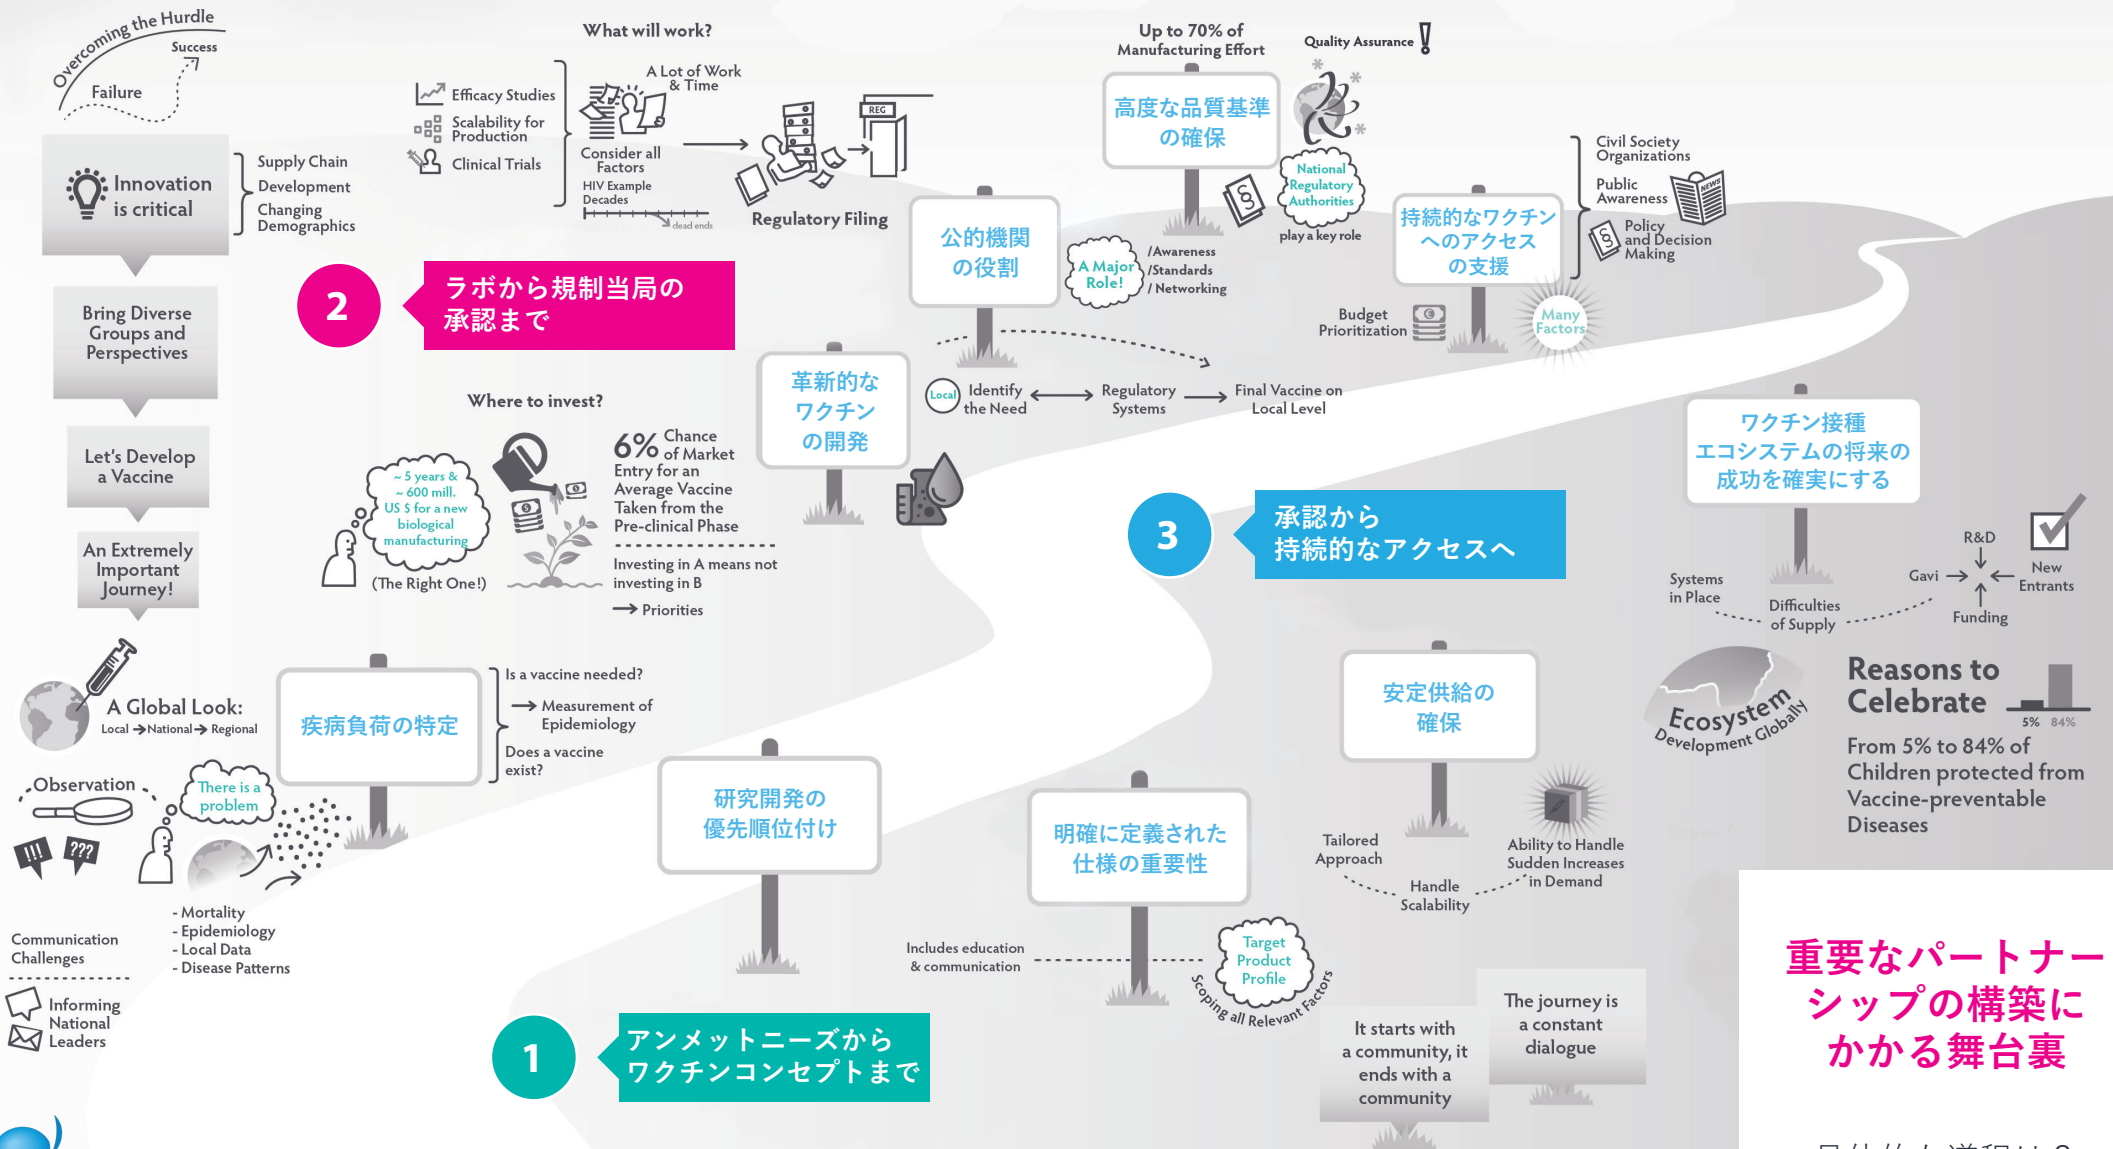 Overcoming the Hurdle
Success
Failure
Innovation
is critical
Supply Chain
Development
Changing
Demographics
Bring Diverse
Groups and
Perspectives
Let's Develop
a Vaccine
An Extremely
Important
Journey!
A Global Look:
Local → National → Regional
Observation
There is a
problem
!!!
???
- Mortality
- Epidemiology
- Local Data
- Disease Patterns
Communication
Challenges
Informing
National
Leaders
疾病負荷の特定
Is a vaccine needed?
→ Measurement of
Epidemiology
Does a vaccine
exist?
研究開発の
優先順位付け
1
アンメットニーズから
ワクチンコンセプトまで
明確に定義された
仕様の重要性
Includes education
& communication
Target
Product
Profile
Scoping all Relevant Factors
What will work?
Efficacy Studies
Scalability for
Production
Clinical Trials
A Lot of Work
& Time
Consider all
Factors
HIV Example
Decades
dead ends
REG
Regulatory Filing
2
ラボから規制当局の
承認まで
Where to invest?
~ 5 years &
~ 600 mill.
US $ for a new
biological
manufacturing
(The Right One!)
6% Chance
of Market
Entry for an
Average Vaccine
Taken from the
Pre-clinical Phase
Investing in A means not
investing in B
→ Priorities
革新的な
ワクチン
の開発
公的機関
の役割
A Major
Role!
/Awareness
/Standards
/ Networking
Local
Identify
the Need
Regulatory
Systems
Final Vaccine on
Local Level
Up to 70% of
Manufacturing Effort
高度な品質基準
の確保
Quality Assurance !
National
Regulatory
Authorities
play a key role
持続的なワクチン
へのアクセス
の支援
Civil Society
Organizations
Public
Awareness
NEWS
Policy
and Decision
Making
Budget
Prioritization
Many
Factors
3
承認から
持続的なアクセスへ
ワクチン接種
エコシステムの将来の
成功を確実にする
Systems
in Place
Difficulties
of Supply
R&D
Gavi
New
Entrants
Funding
安定供給の
確保
Tailored
Approach
Handle
Scalability
Ability to Handle
Sudden Increases
in Demand
Ecosystem
Development Globally
Reasons to
Celebrate
5% 84%
From 5% to 84% of
Children protected from
Vaccine-preventable
Diseases
It starts with
a community, it
ends with a
community
The journey is
a constant
dialogue
重要なパートナー
シップの構築に
かかる舞台裏